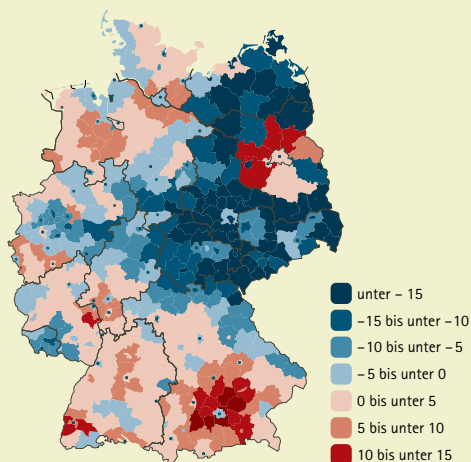 unter – 15
–15 bis unter –10
–10 bis unter –5
–5 bis unter 0
0 bis unter 5
5 bis unter 10
10 bis unter 15